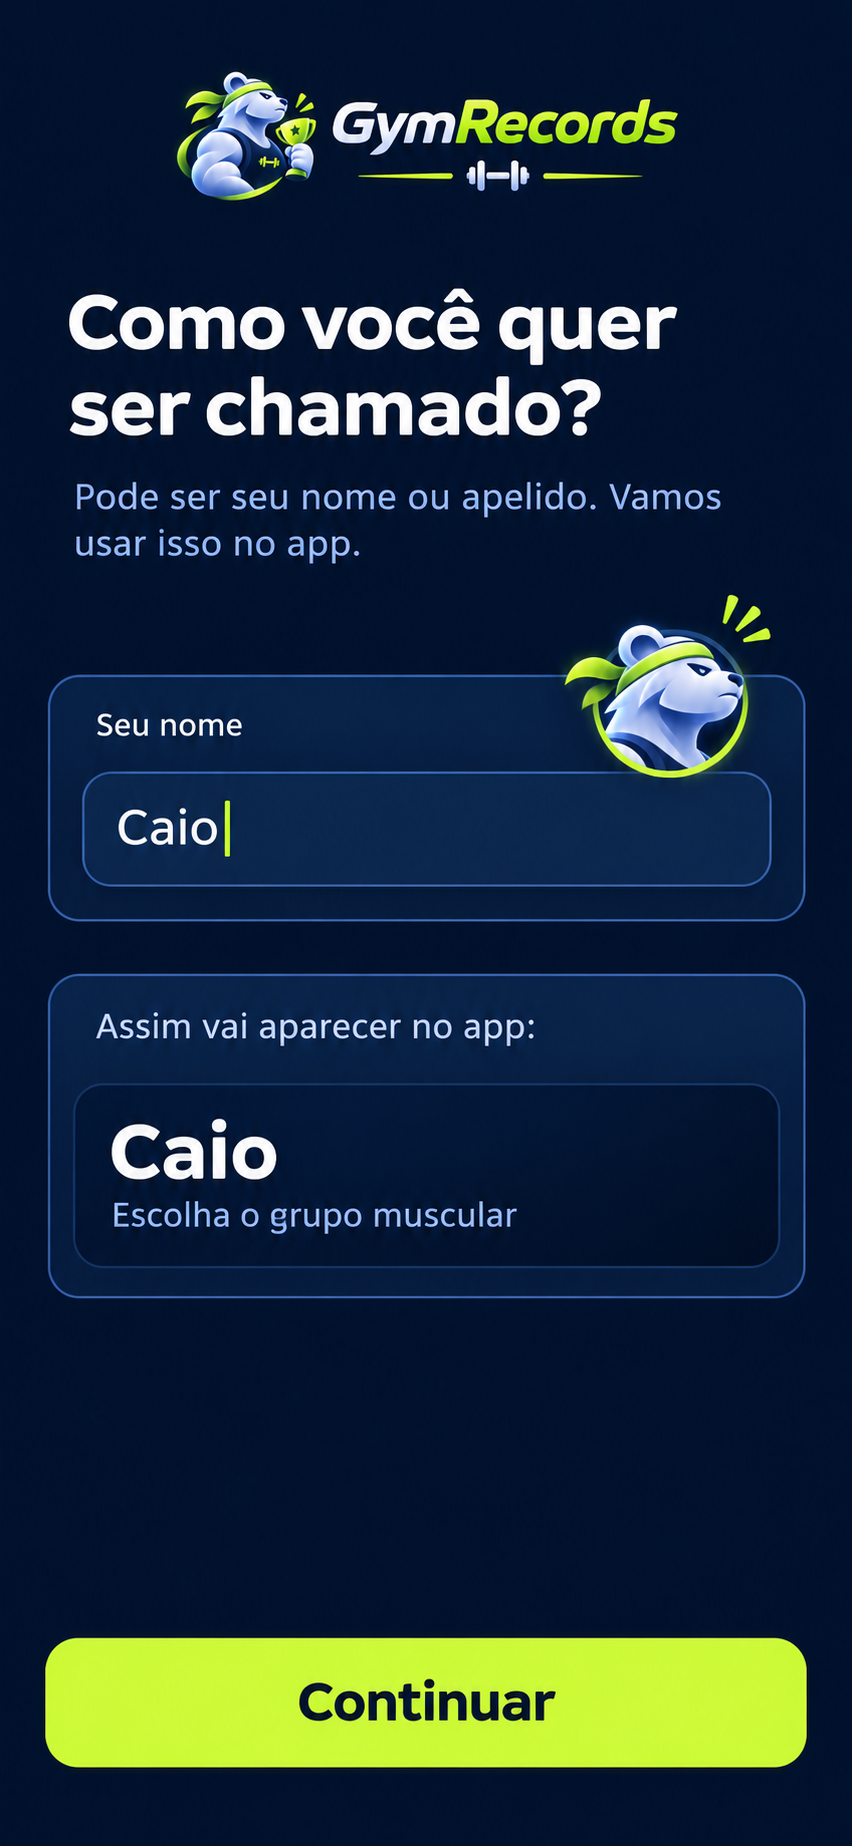 GymRecords
Como você quer
ser chamado?
Pode ser seu nome ou apelido. Vamos
usar isso no app.
Seu nome
Caio
Assim vai aparecer no app:
Caio
Escolha o grupo muscular
Continuar